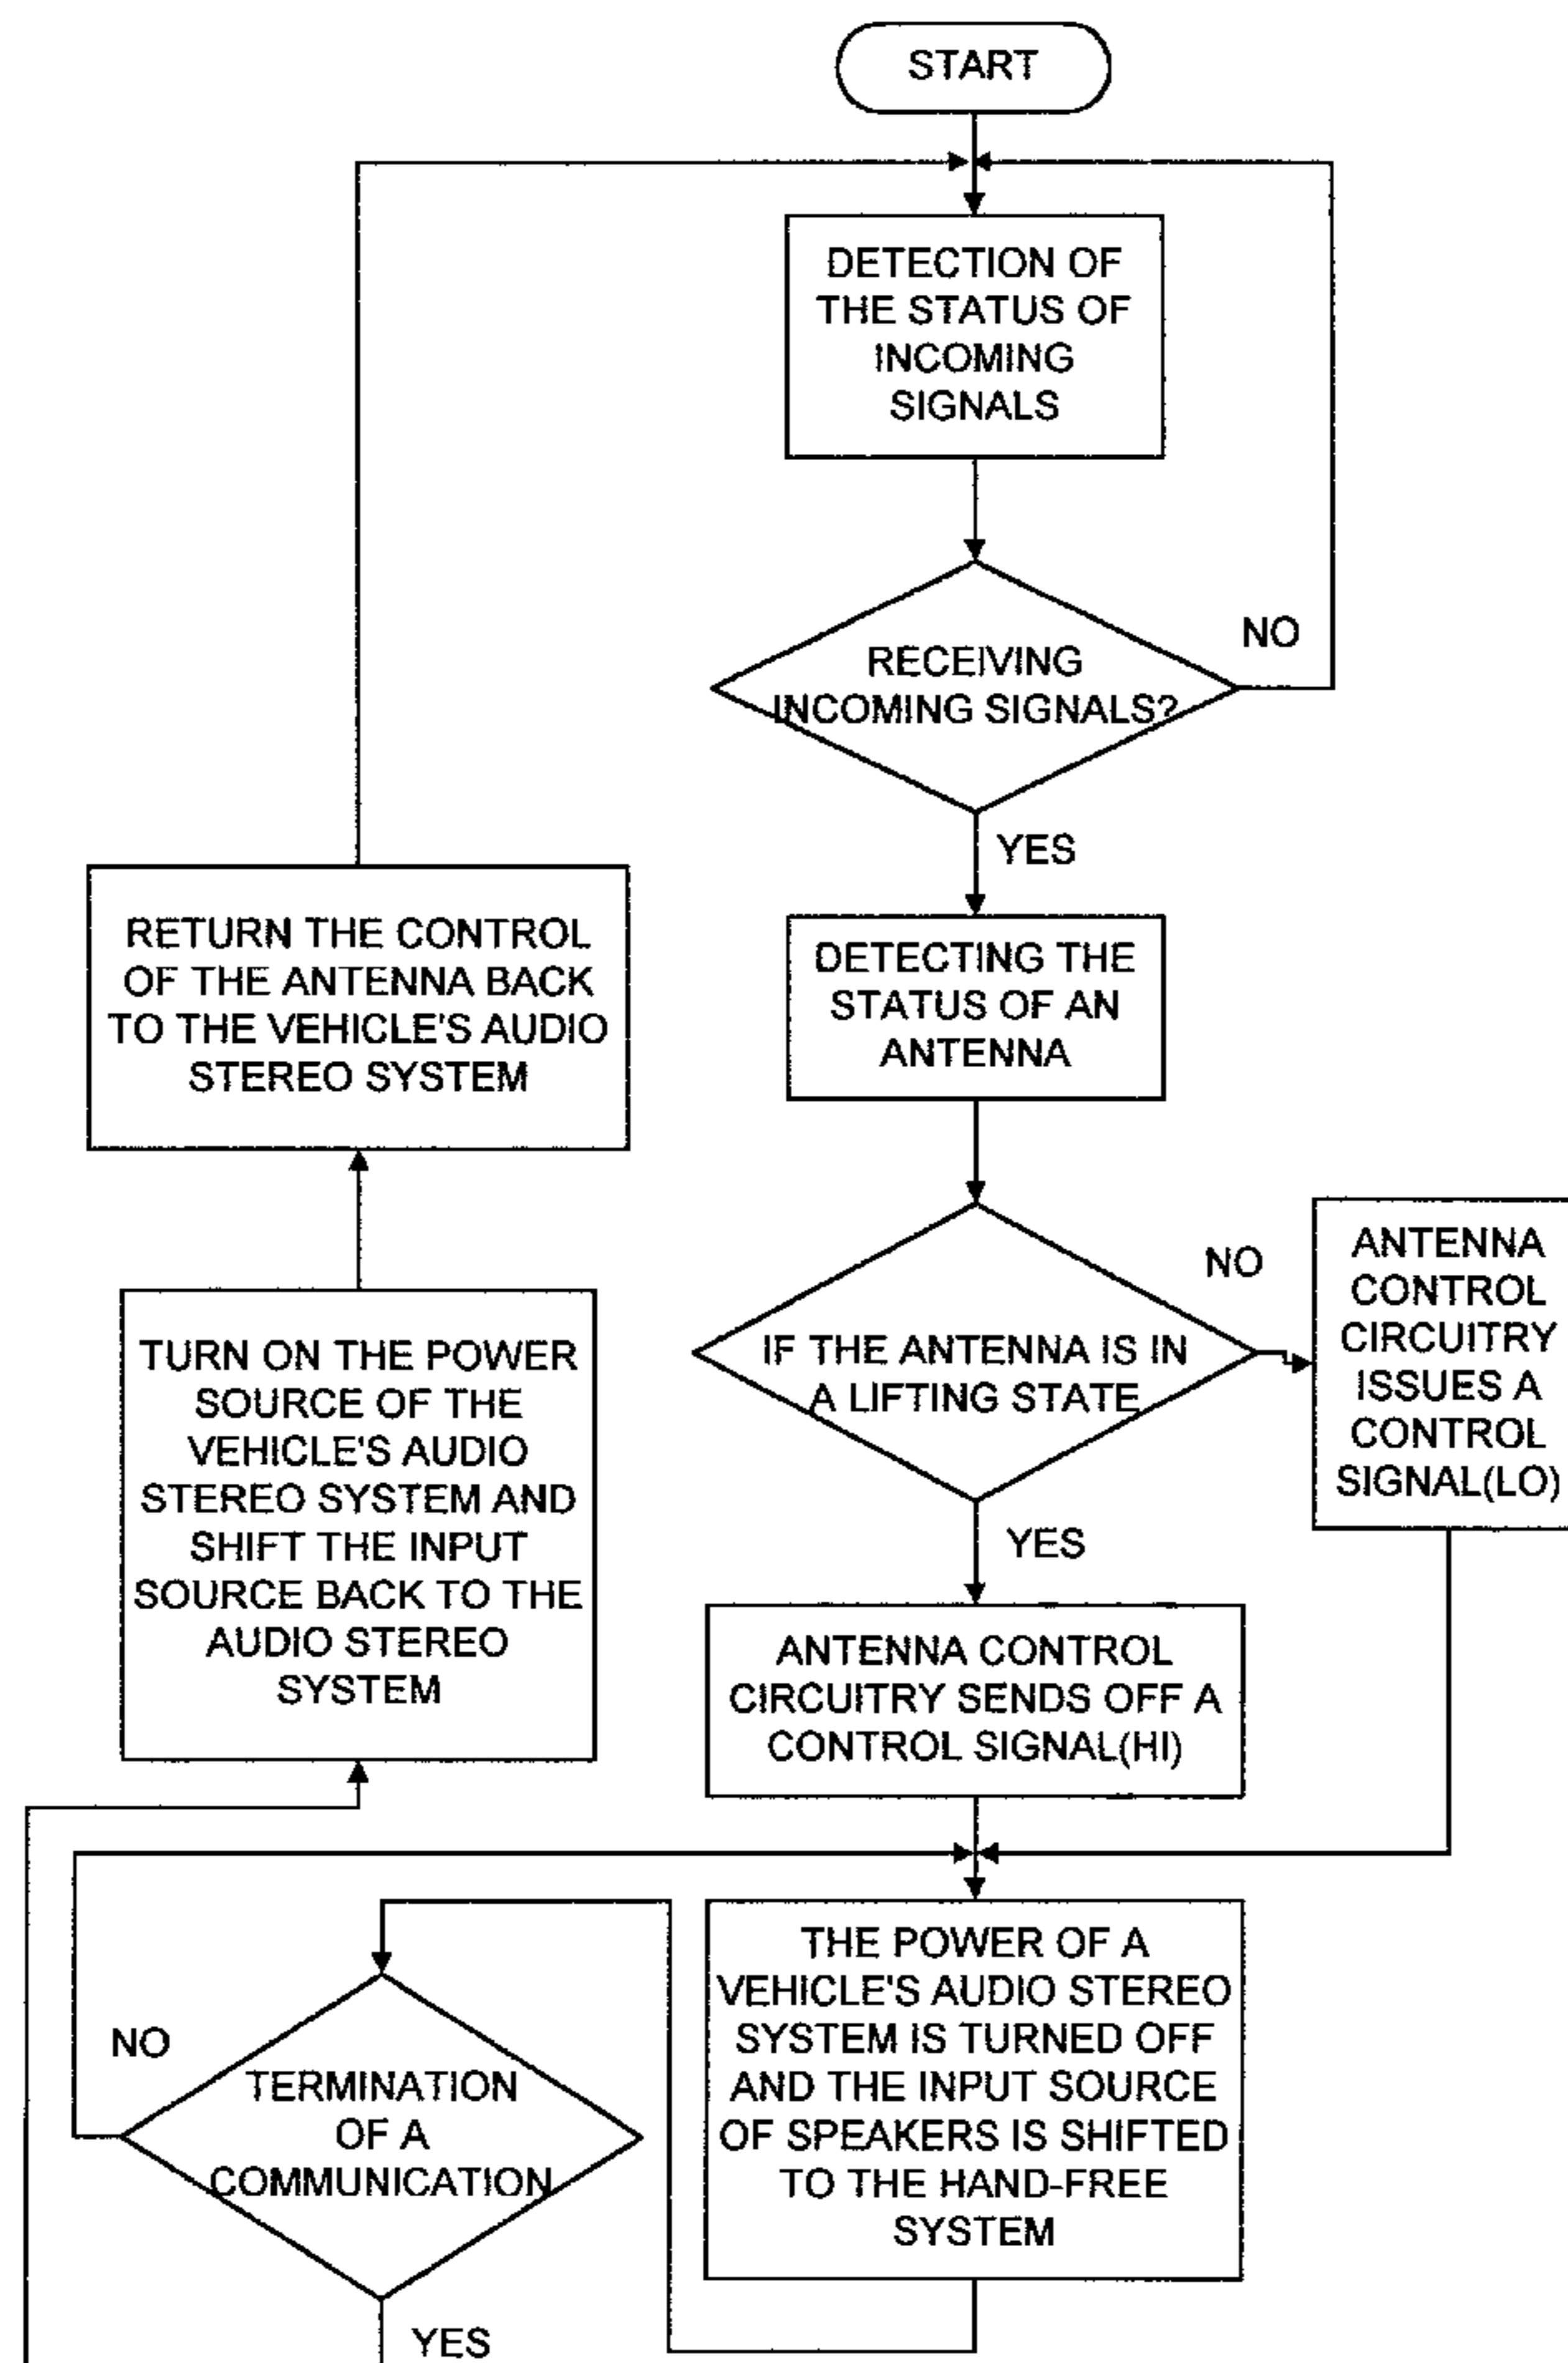 START
DETECTION OF
THE STATUS OF
INCOMING
SIGNALS
RECEIVING
INCOMING SIGNALS?
NO
YES
DETECTING THE
STATUS OF AN
ANTENNA
IF THE ANTENNA IS IN
A LIFTING STATE
NO
ANTENNA
CONTROL
CIRCUITRY
ISSUES A
CONTROL
SIGNAL(LO)
YES
ANTENNA CONTROL
CIRCUITRY SENDS OFF A
CONTROL SIGNAL(HI)
THE POWER OF A
VEHICLE'S AUDIO STEREO
SYSTEM IS TURNED OFF
AND THE INPUT SOURCE
OF SPEAKERS IS SHIFTED
TO THE HAND-FREE
SYSTEM
TERMINATION
OF A
COMMUNICATION
NO
YES
TURN ON THE POWER
SOURCE OF THE
VEHICLE'S AUDIO
STEREO SYSTEM AND
SHIFT THE INPUT
SOURCE BACK TO THE
AUDIO STEREO
SYSTEM
RETURN THE CONTROL
OF THE ANTENNA BACK
TO THE VEHICLE'S AUDIO
STEREO SYSTEM